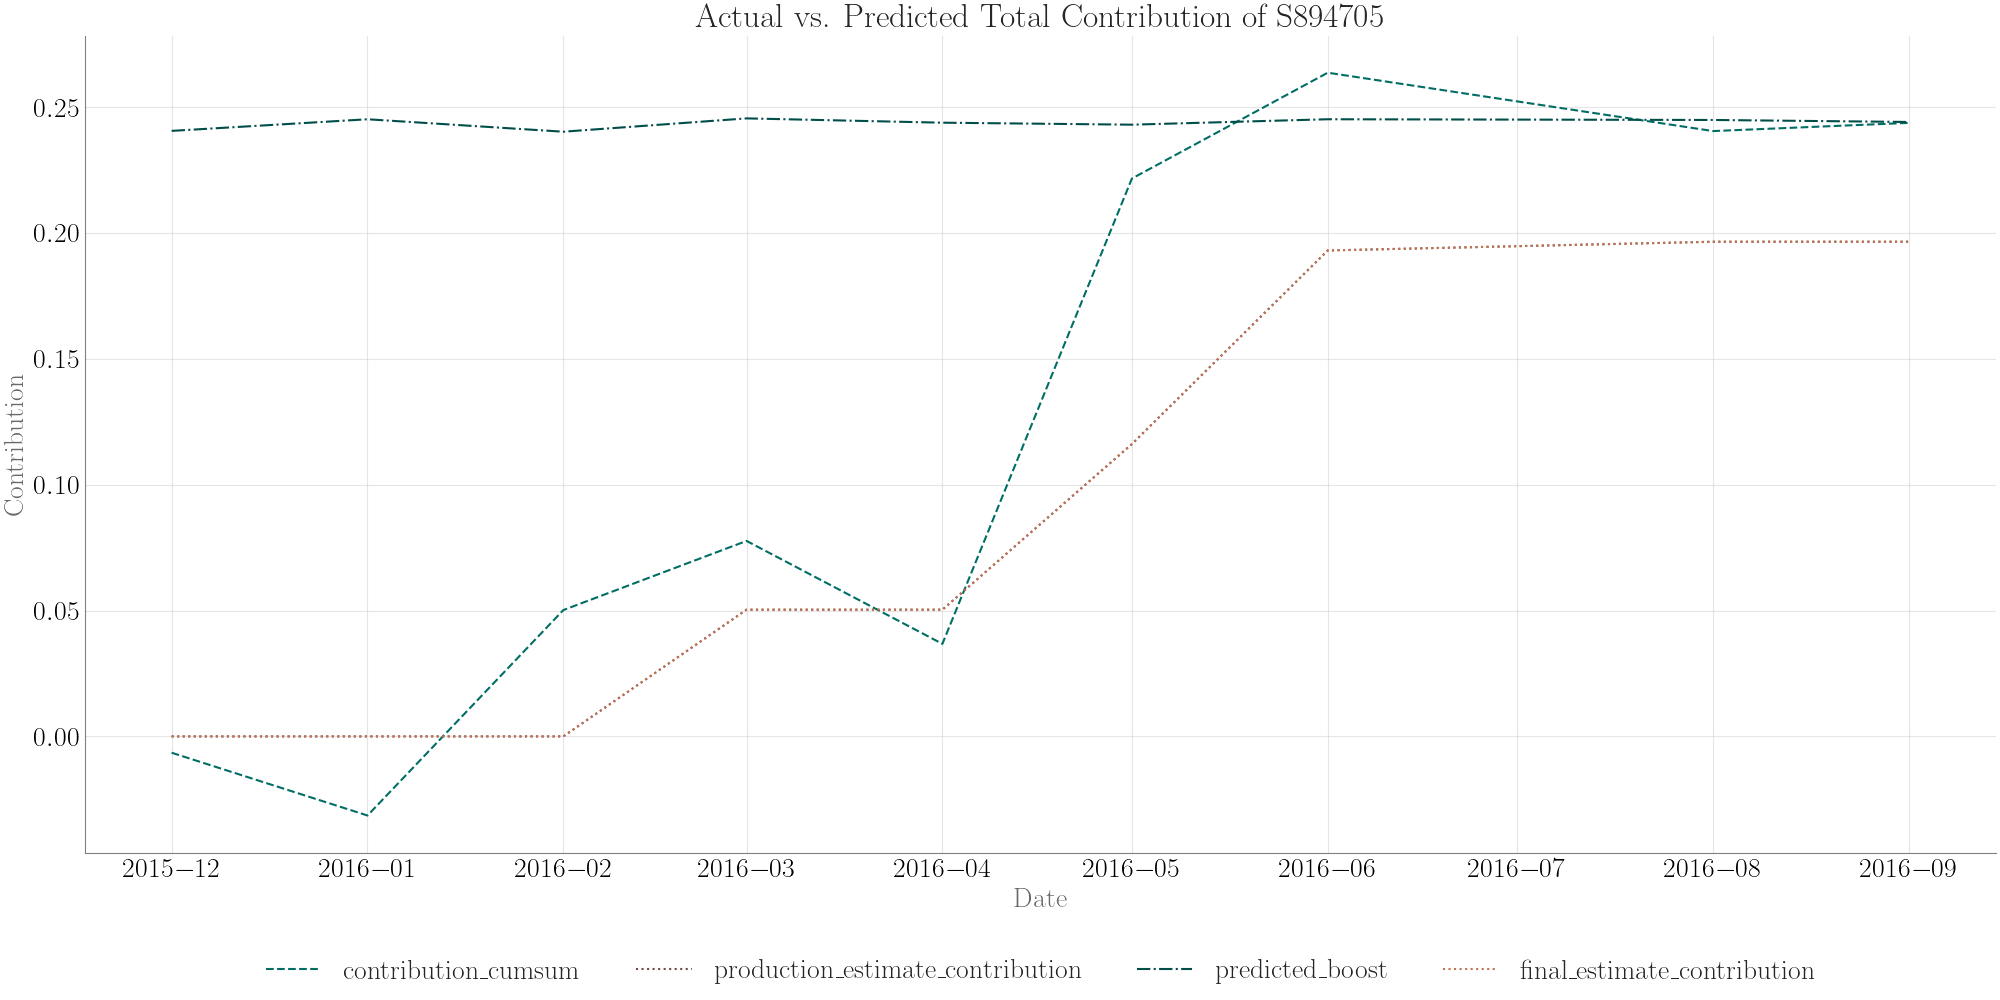 Actual vs. Predicted Total Contribution of S894705
Contribution
0.25
0.20
0.15
0.10
0.05
0.00
2015–12 2016–01 2016–02 2016–03 2016–04 2016–05 2016–06 2016–07 2016–08 2016–09
Date
contribution_cumsum production_estimate_contribution predicted_boost final_estimate_contribution